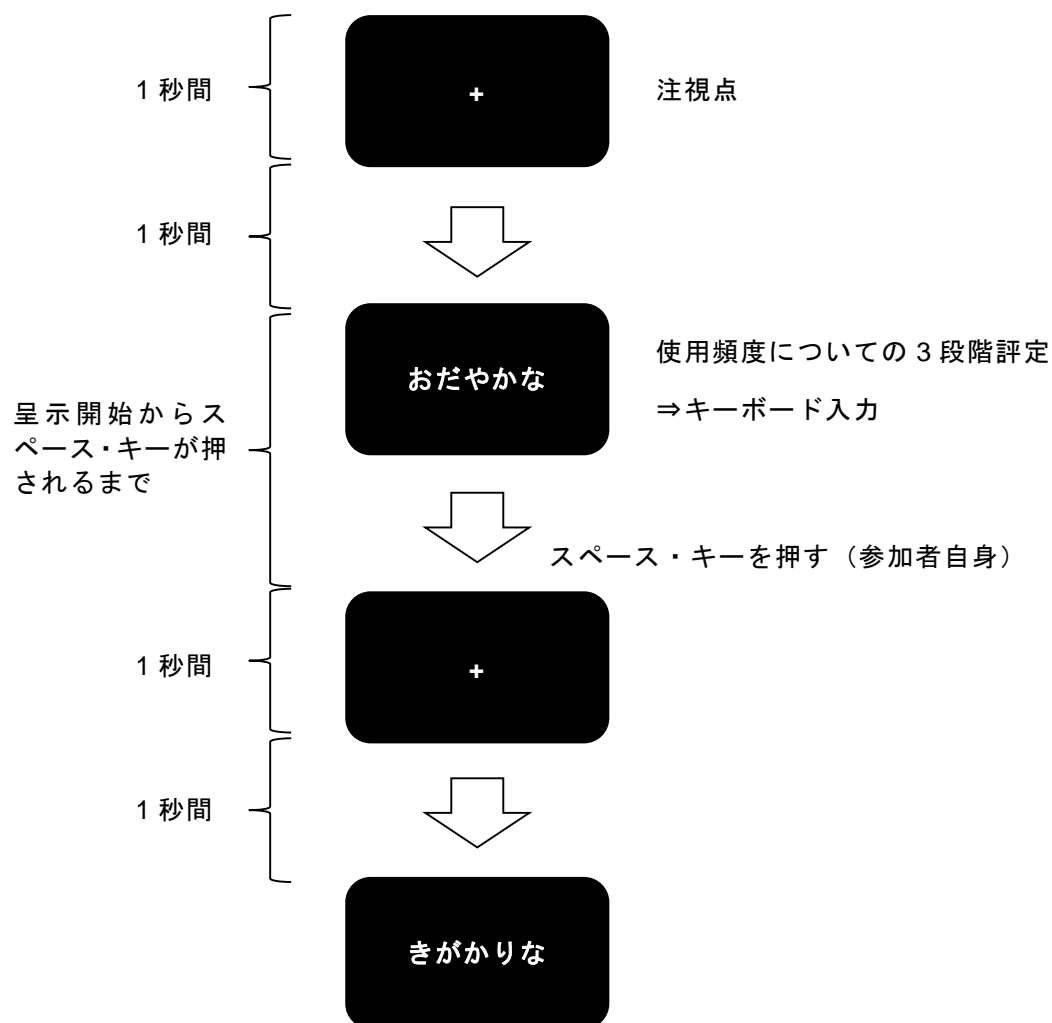 1 秒間
+
注視点
1 秒間
おだやかな
使用頻度についての 3 段階評定
⇒キーボード入力
呈示開始からス
ペース・キーが押
されるまで
スペース・キーを押す（参加者自身）
1 秒間
+
1 秒間
きがかりな